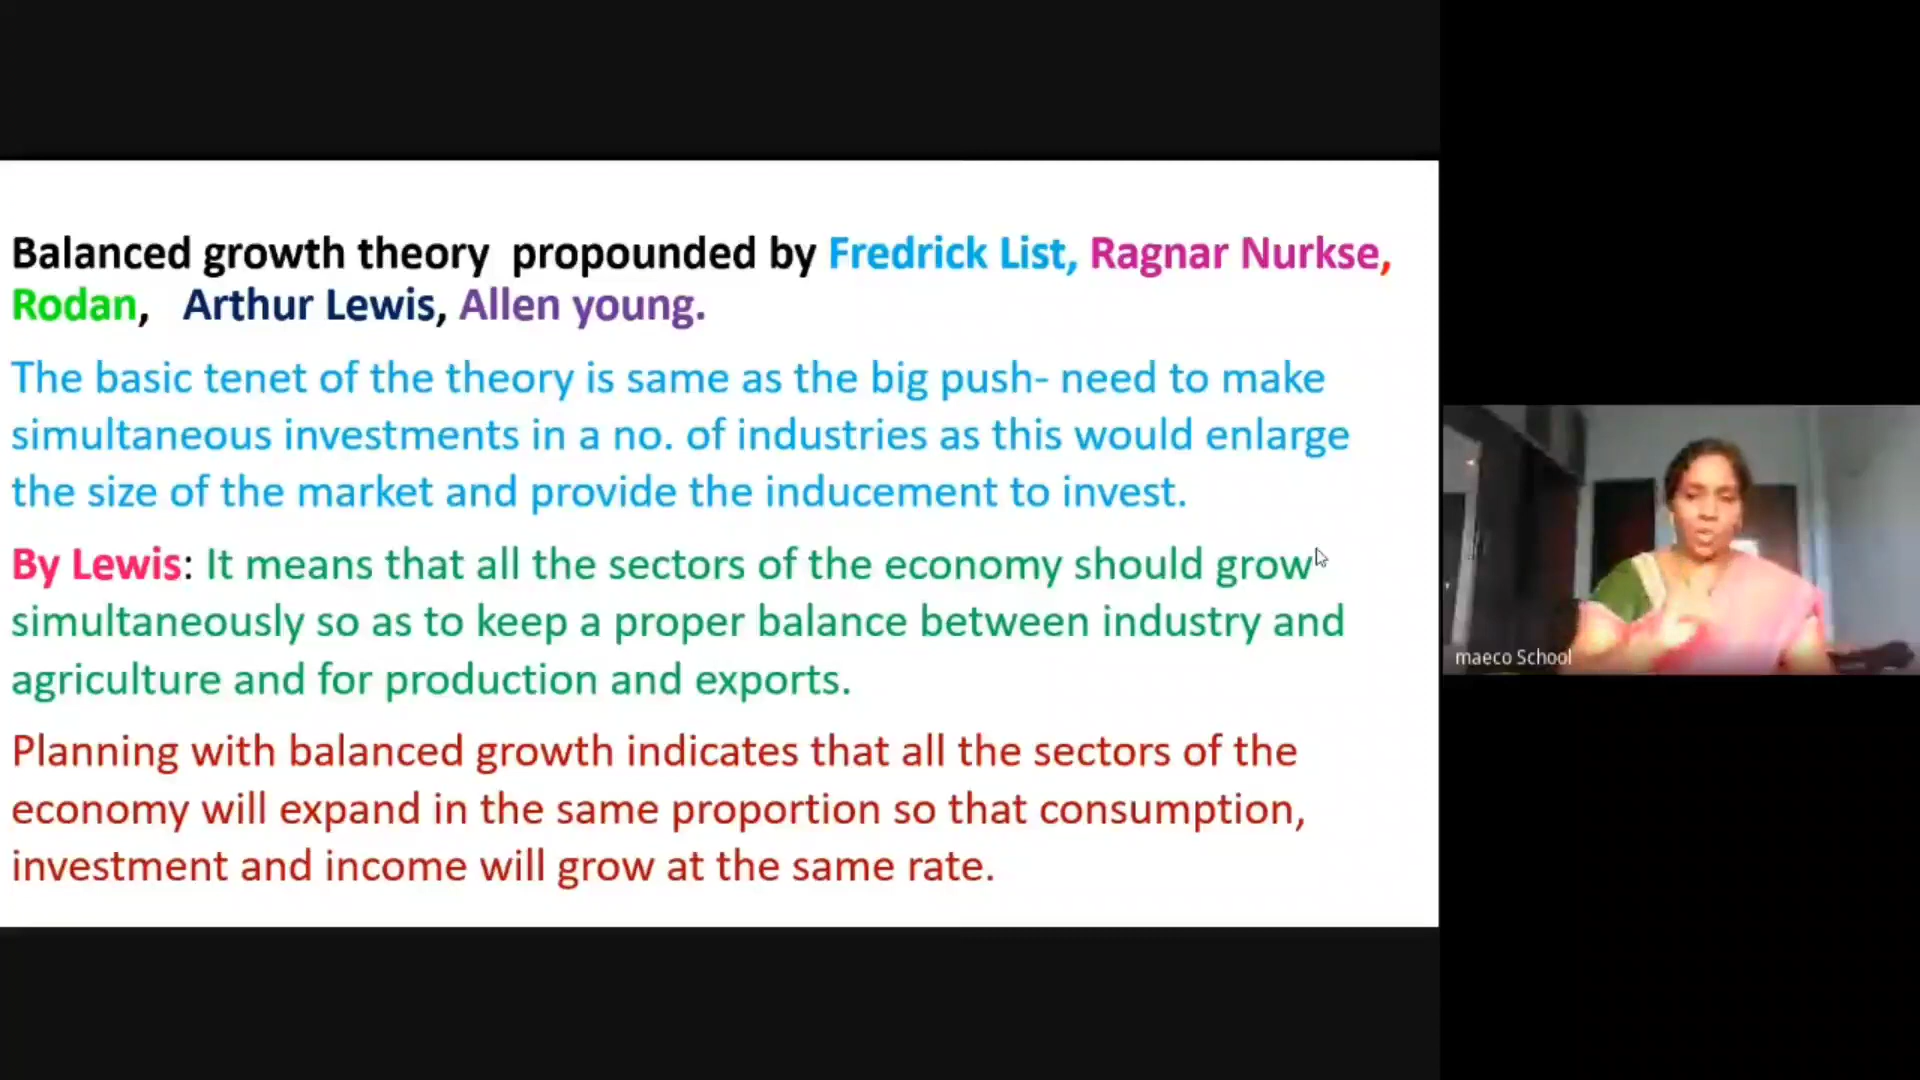 Balanced growth theory propounded by Fredrick List, Ragnar Nurkse,
Rodan, Arthur Lewis, Allen young.
The basic tenet of the theory is same as the big push- need to make
simultaneous investments in a no. of industries as this would enlarge
the size of the market and provide the inducement to invest.
By Lewis: It means that all the sectors of the economy should grow
simultaneously so as to keep a proper balance between industry and
agriculture and for production and exports.
Planning with balanced growth indicates that all the sectors of the
economy will expand in the same proportion so that consumption,
investment and income will grow at the same rate.
maeco School